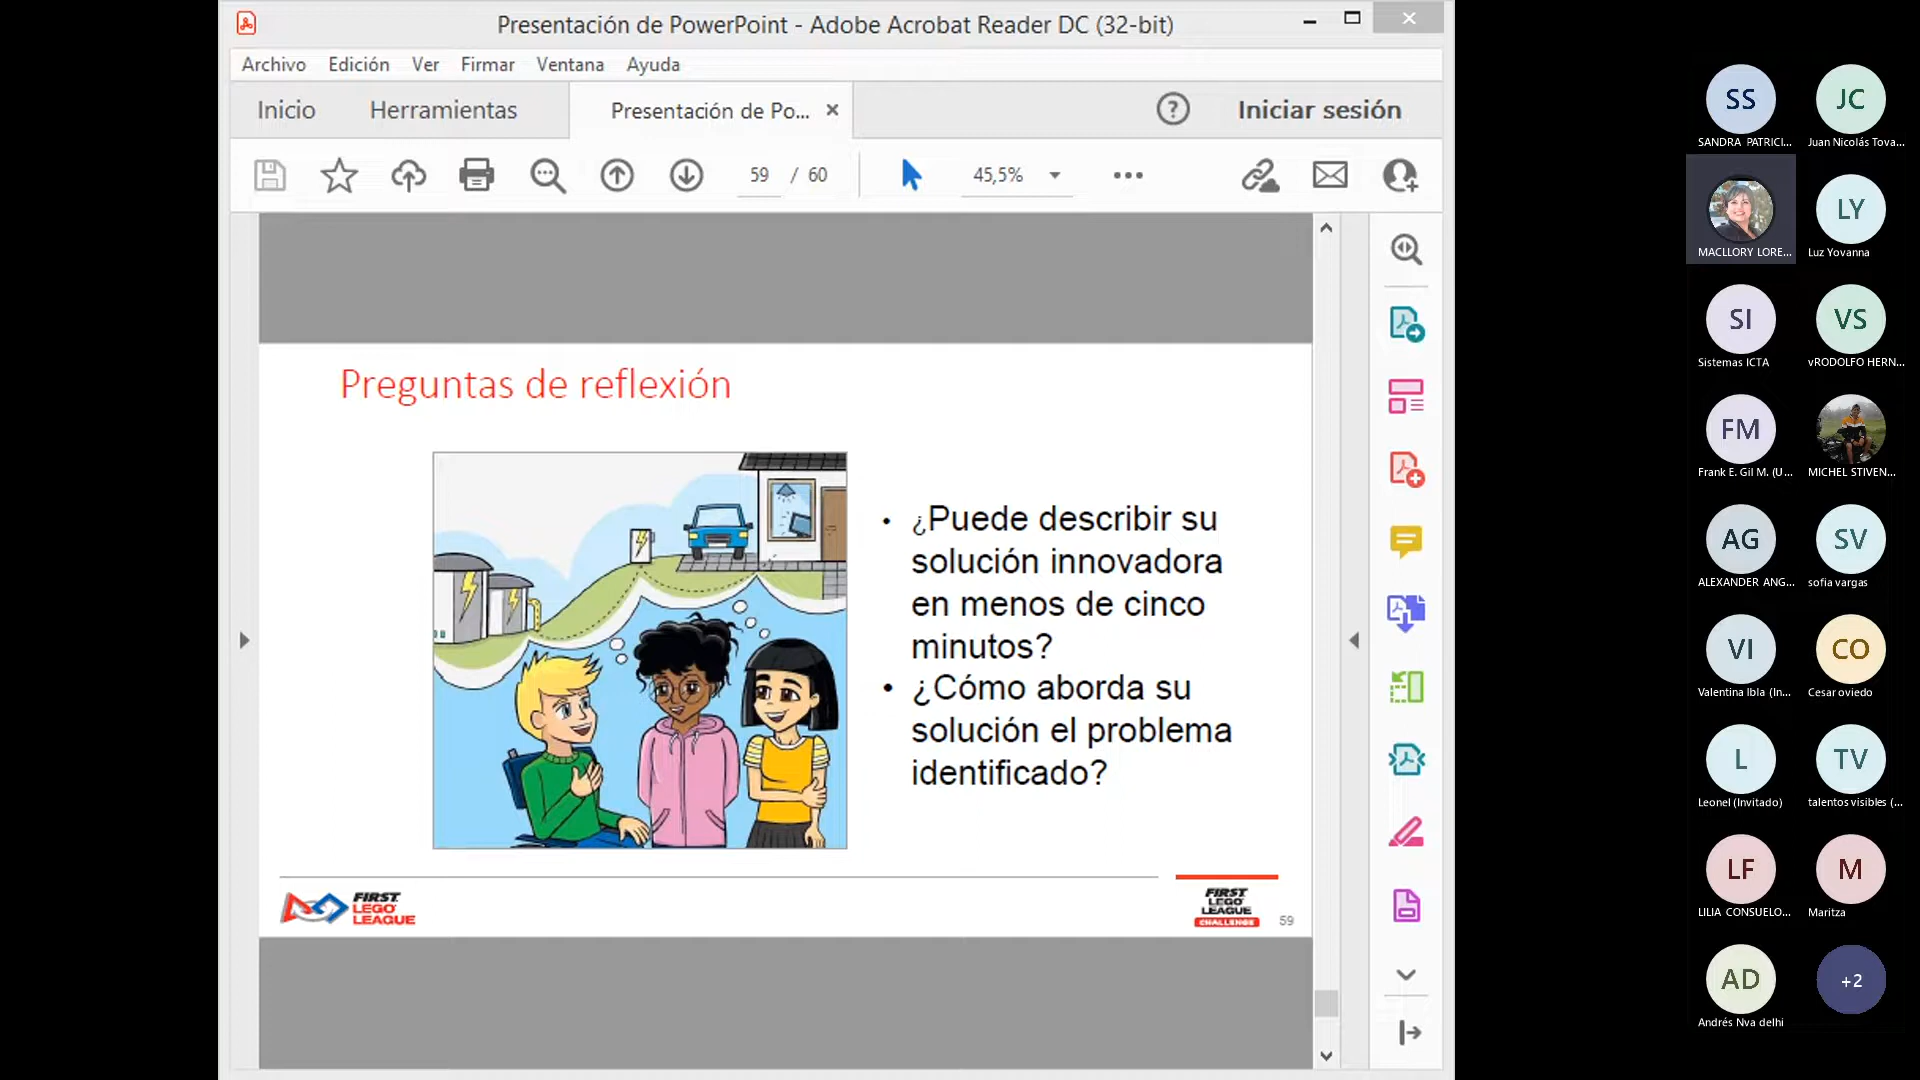 Presentación de PowerPoint - Adobe Acrobat Reader DC (32-bit)
Archivo Edición Ver Firmar Ventana Ayuda
Inicio Herramientas Presentación de Po... Iniciar sesión
59 / 60 45,5%
Preguntas de reflexión
• ¿Puede describir su
solución innovadora
en menos de cinco
minutos?
• ¿Cómo aborda su
solución el problema
identificado?
FIRST
LEGO
LEAGUE
FIRST
LEGO
LEAGUE
CHALLENGE
59
SS JC
SANDRA PATRICI... Juan Nicolás Tova...
LY
MACLLORY LORE... Luz Yovanna
SI VS
Sistemas ICTA vRODOLFO HERN...
FM
Frank E. Gil M. (U... MICHEL STIVEN...
AG SV
ALEXANDER ANG... sofia vargas
VI CO
Valentina Ibla (In... Cesar oviedo
L TV
Leonel (Invitado) talentos visibles (...
LF M
LILIA CONSUELO... Maritza
AD +2
Andrés Nva delhi